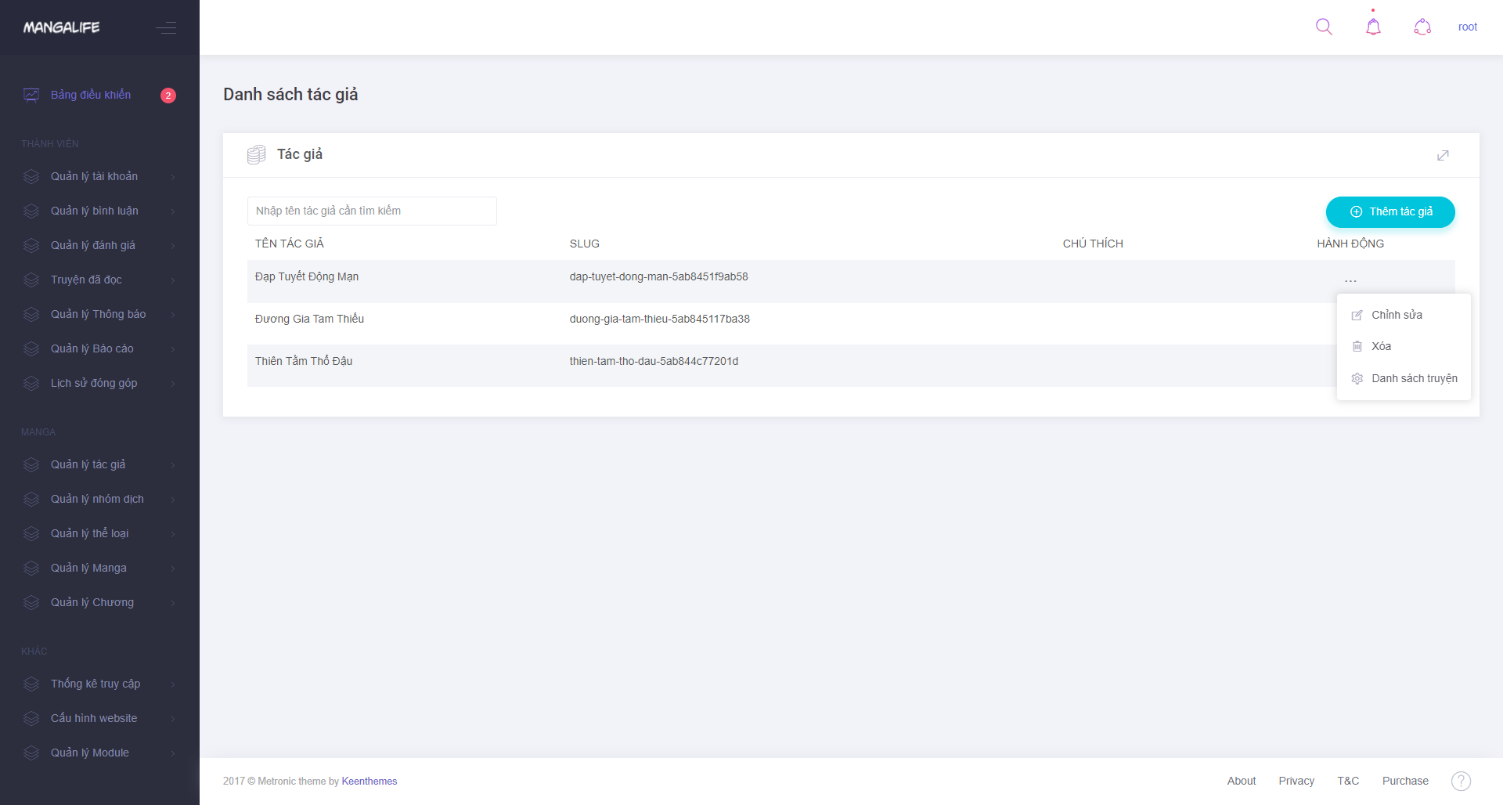 MANGALIFE
root
Bảng điều khiển
2
THÀNH VIÊN
Quản lý tài khoản
Quản lý bình luận
Quản lý đánh giá
Truyện đã đọc
Quản lý Thông báo
Quản lý Báo cáo
Lịch sử đóng góp
MANGA
Quản lý tác giả
Quản lý nhóm dịch
Quản lý thể loại
Quản lý Manga
Quản lý Chương
KHÁC
Thống kê truy cập
Cấu hình website
Quản lý Module
Danh sách tác giả
Tác giả
Nhập tên tác giả cần tìm kiếm
Thêm tác giả
TÊN TÁC GIẢ SLUG CHÚ THÍCH HÀNH ĐỘNG
Đạp Tuyết Động Mạn dap-tuyet-dong-man-5ab8451f9ab58 ...
Đương Gia Tam Thiếu duong-gia-tam-thieu-5ab845117ba38
Thiên Tằm Thổ Đậu thien-tam-tho-dau-5ab844c77201d
Chỉnh sửa
Xóa
Danh sách truyện
2017 © Metronic theme by Keenthemes
About Privacy T&C Purchase ?